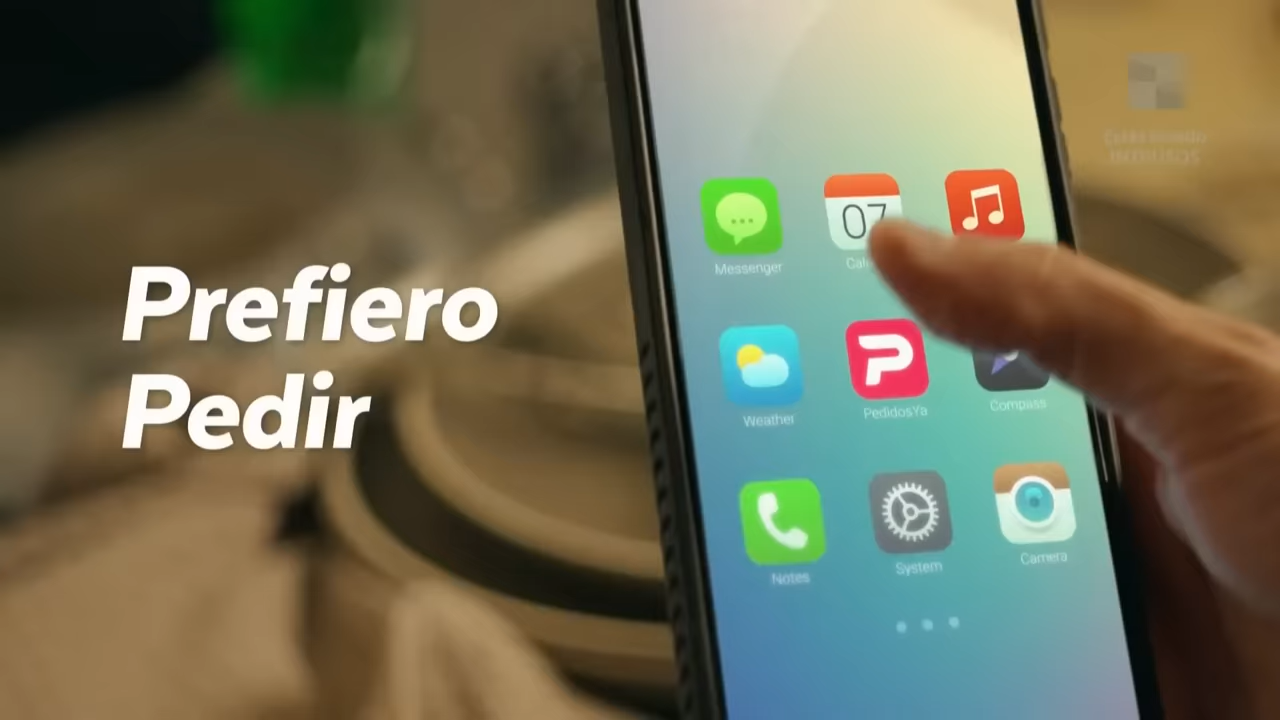 Prefiero
Pedir
Messenger
07
Weather
PedidosYa
Compass
Notes
System
Camera